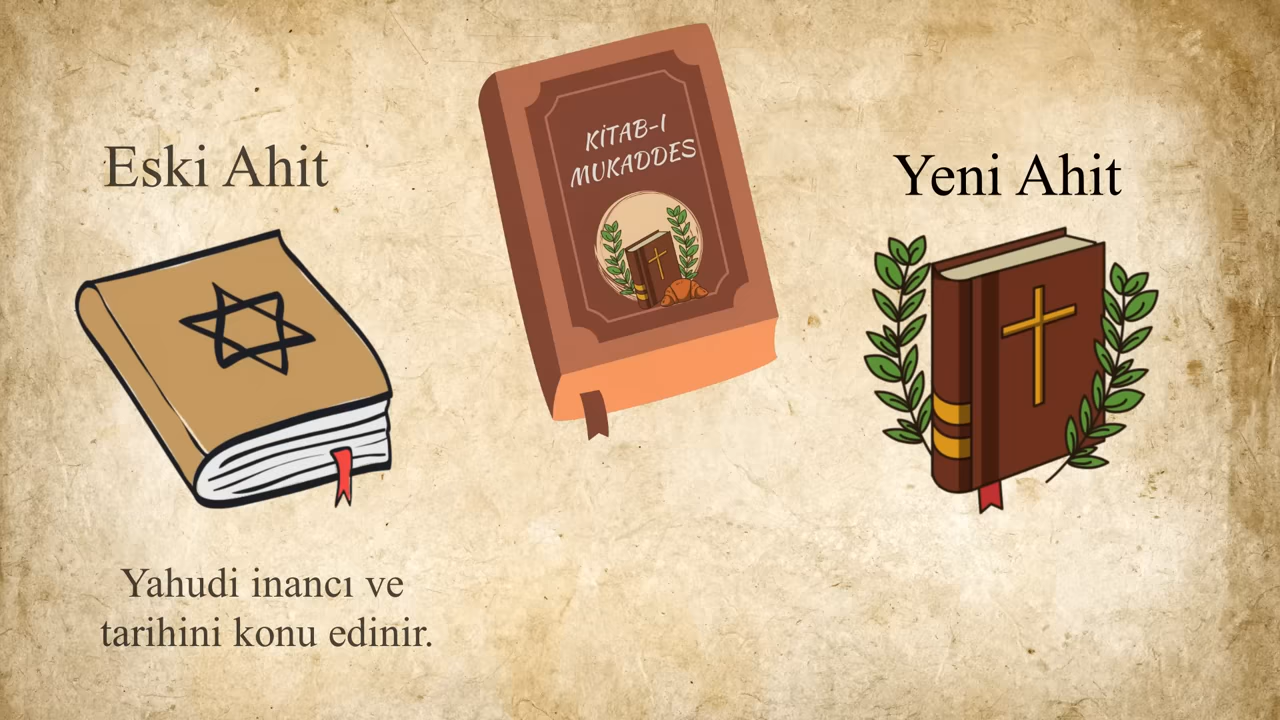 Eski Ahit
KİTAB-I
MUKADDES
Yeni Ahit
Yahudi inancı ve
tarihini konu edinir.